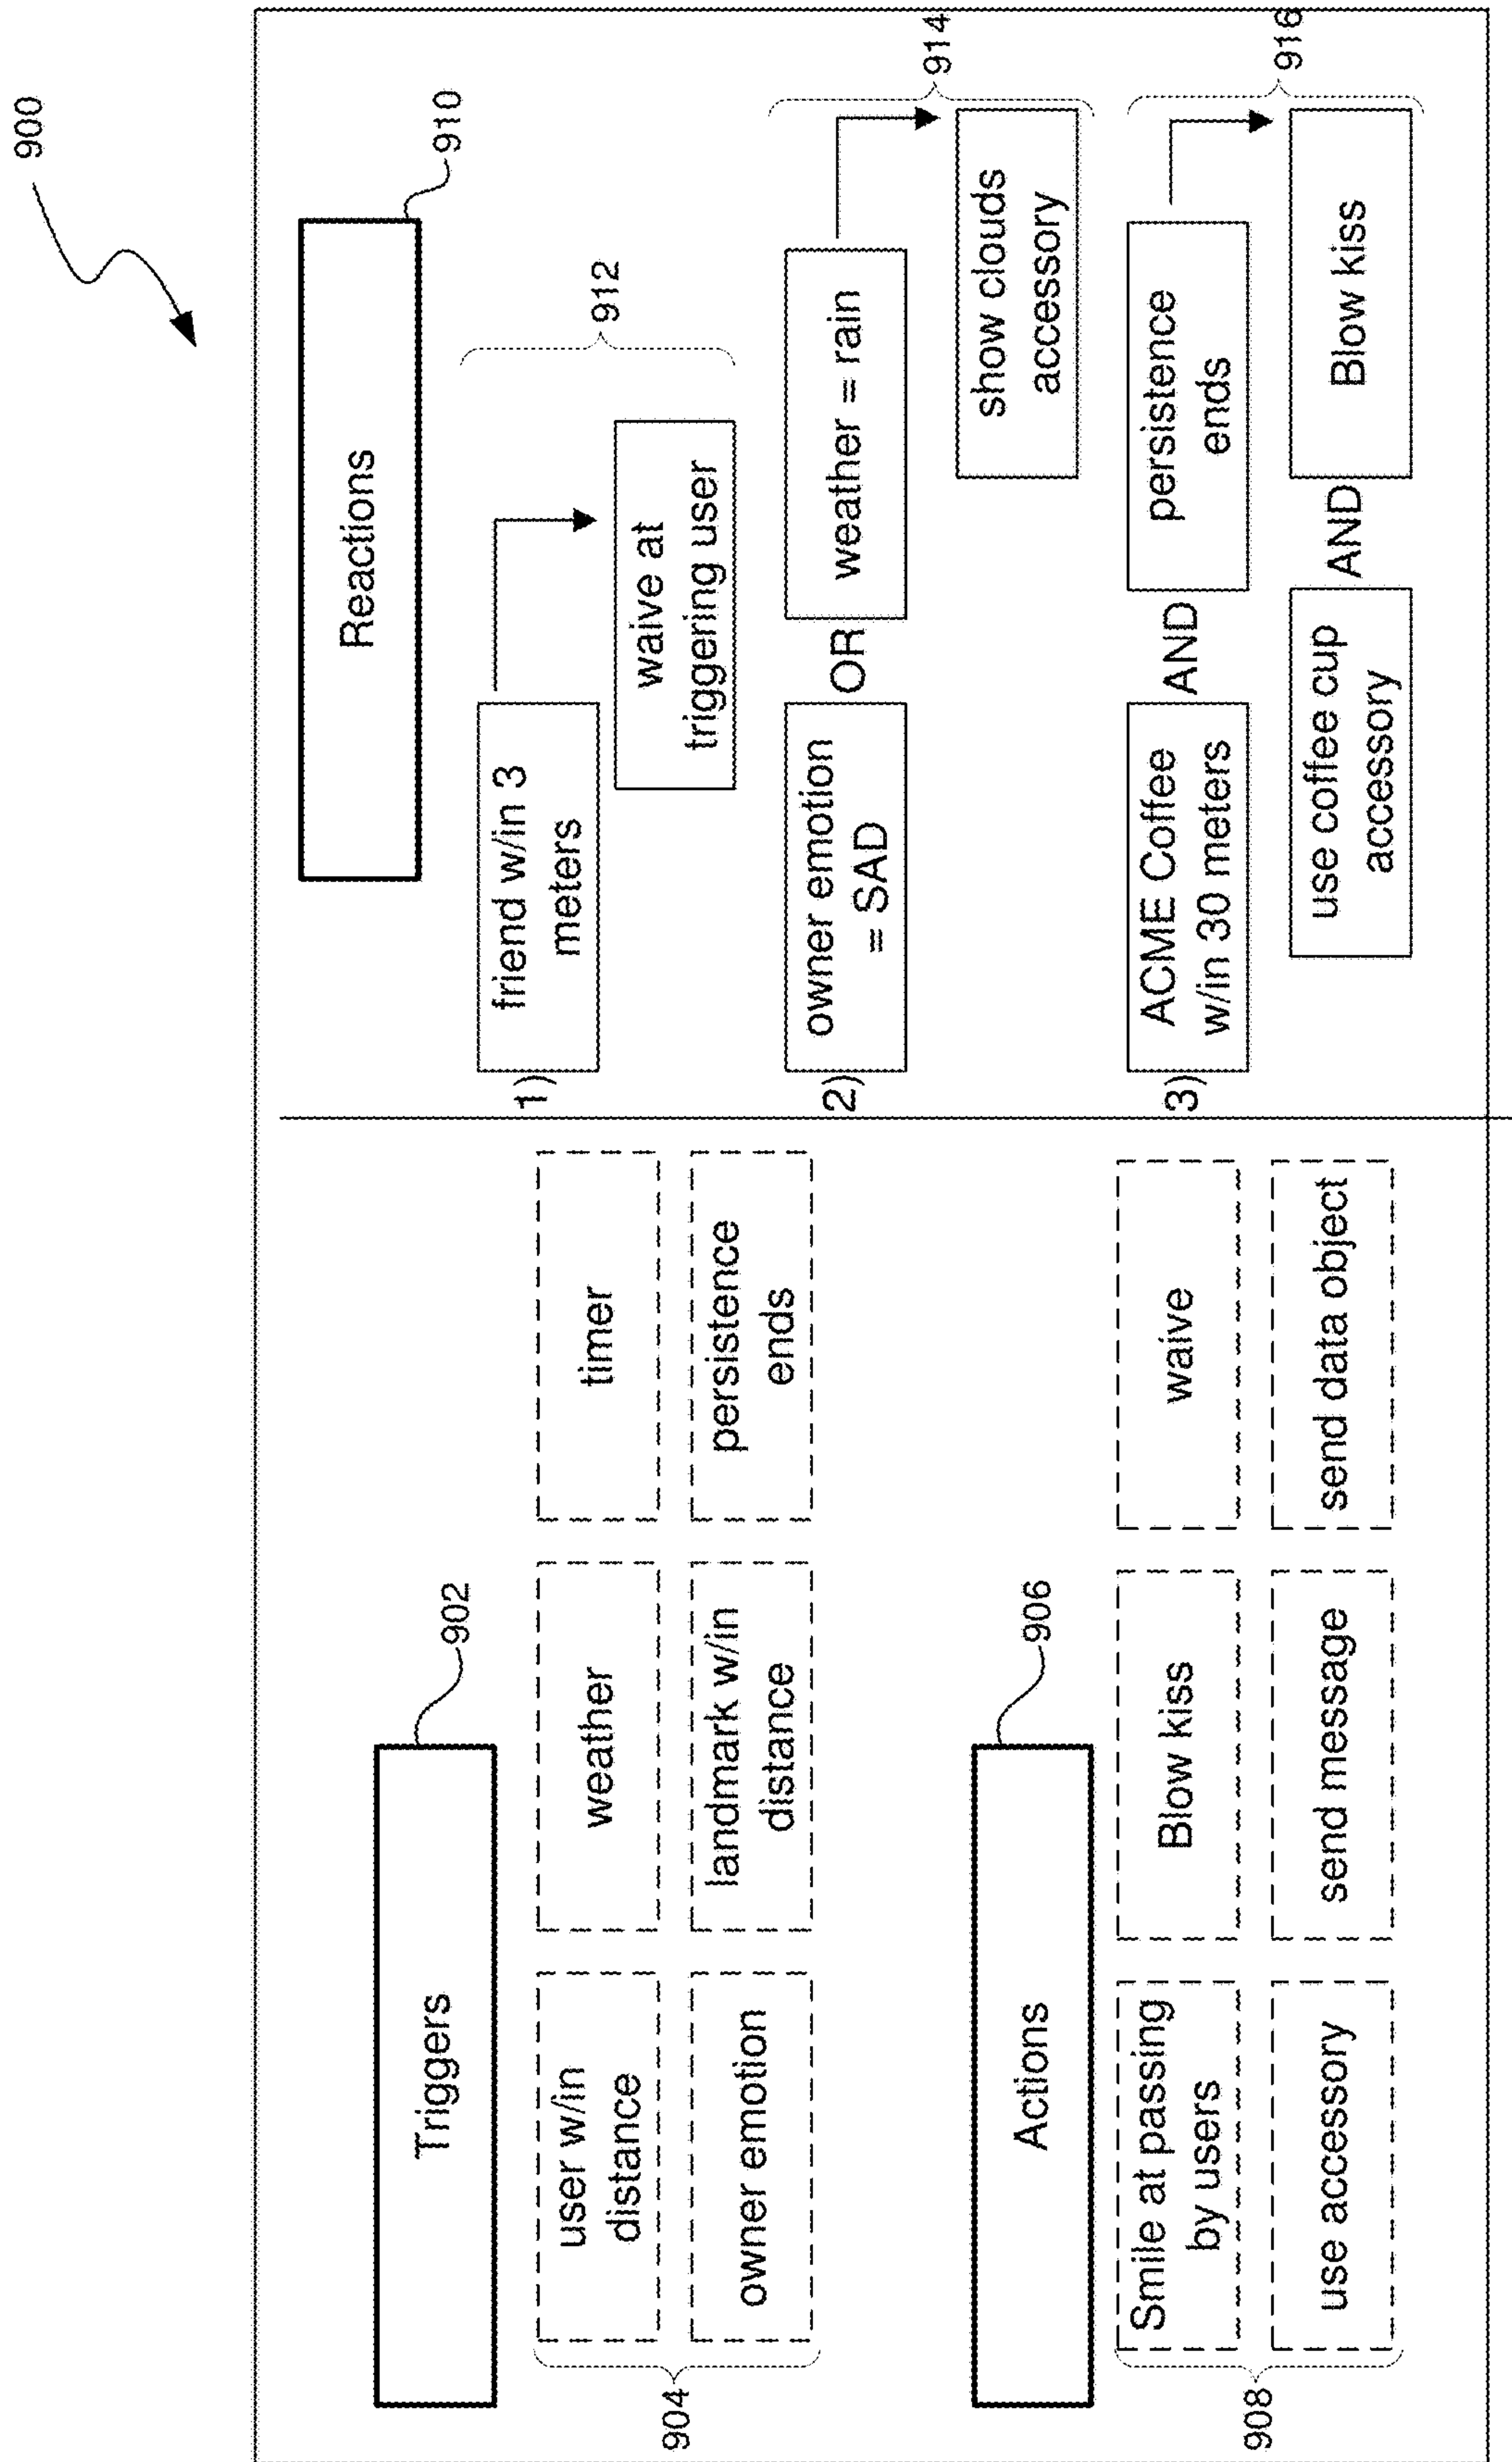 900
Triggers
902
user w/in
distance
weather
timer
owner emotion
landmark w/in
distance
persistence
ends
904
Actions
906
Smile at passing
by users
Blow kiss
waive
use accessory
send message
send data object
908
Reactions
910
1)
friend w/in 3
meters
waive at
triggering user
912
2)
owner emotion
= SAD
OR
weather = rain
show clouds
accessory
914
3)
ACME Coffee
w/in 30 meters
AND
persistence
ends
use coffee cup
accessory
AND
Blow kiss
916